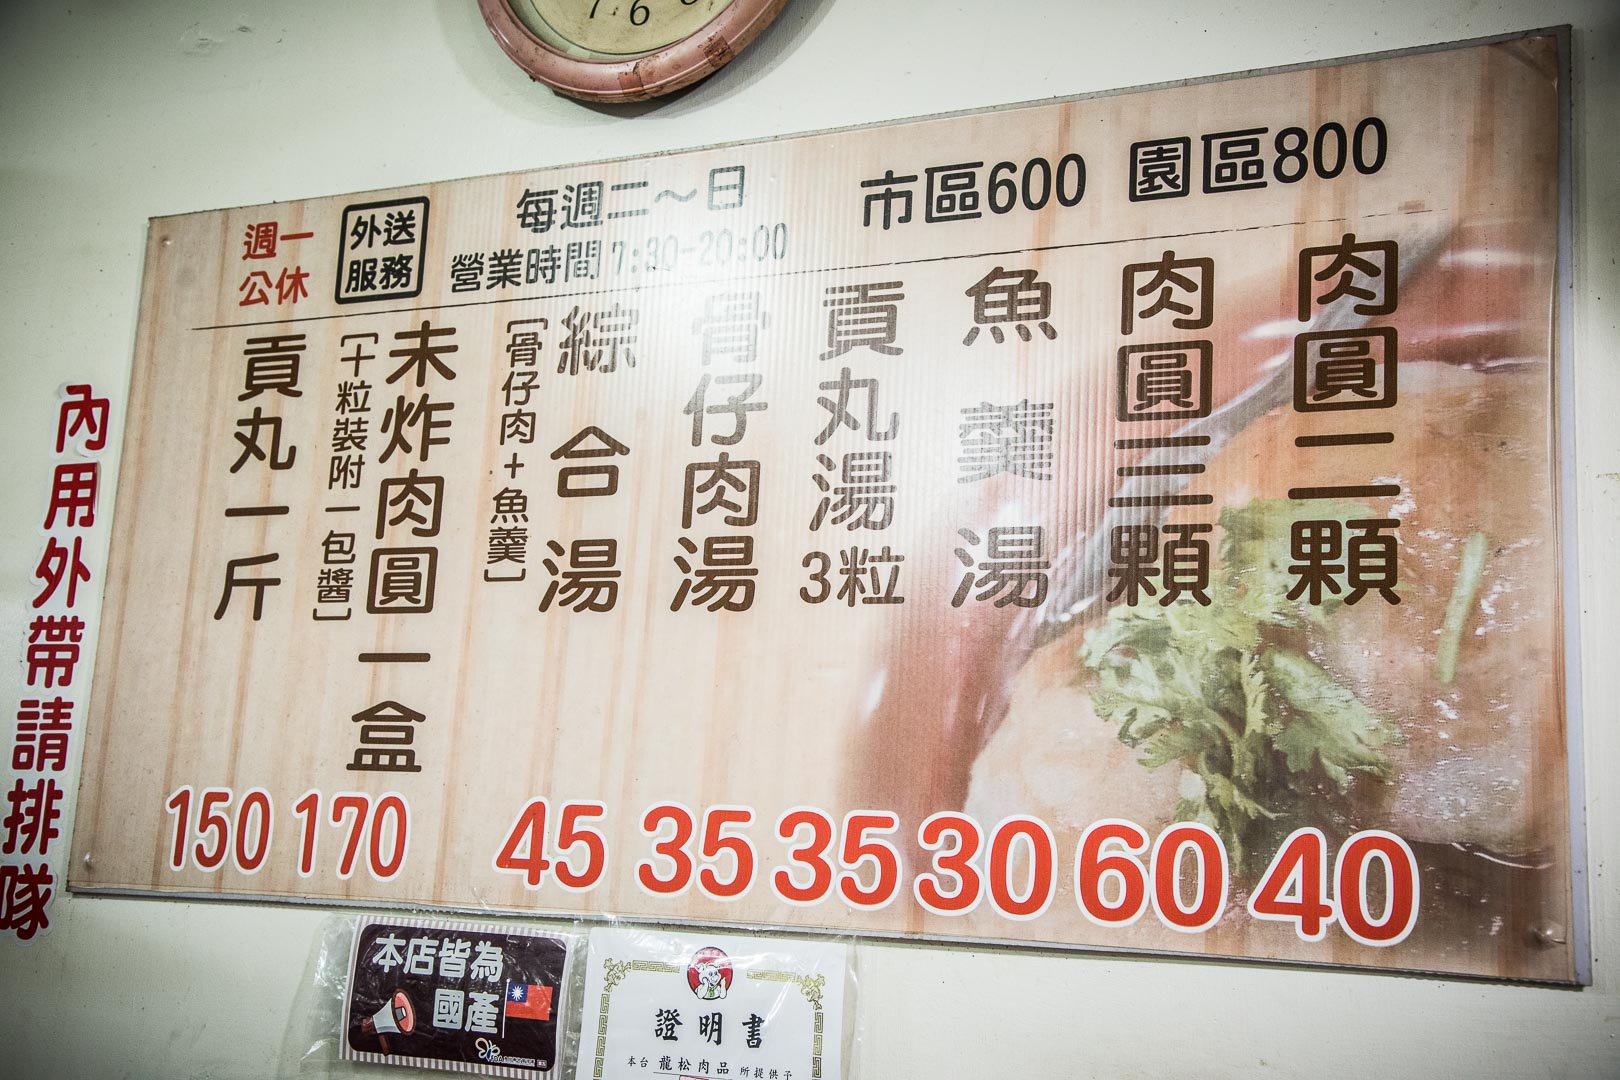 7 6
市區600 園區800
每週二～日
營業時間 7:30-20:00
外送
服務
週一
公休
肉圓二顆 40
肉圓三顆 60
魚羹湯 30
貢丸湯3粒 35
骨仔肉湯 35
綜合湯 45
[骨仔肉+魚羹]
未炸肉圓一盒 170
[十粒裝附一包醬]
貢丸一斤 150
內用外帶請排隊
本店皆為
國產
證明書
本台 龍松肉品 所提供予